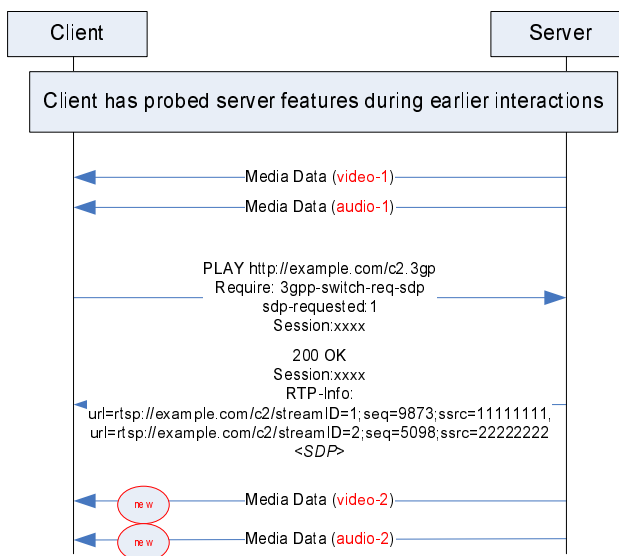 Client
Server
Client has probed server features during earlier interactions
Media Data (video-1)
Media Data (audio-1)
PLAY http://example.com/c2.3gp
Require: 3gpp-switch-req-sdp
sdp-requested:1
Session:xxxx
200 OK
Session:xxxx
RTP-Info:
url=rtsp://example.com/c2/streamID=1;seq=9873;ssrc=11111111,
url=rtsp://example.com/c2/streamID=2;seq=5098;ssrc=22222222
<SDP>
new
Media Data (video-2)
new
Media Data (audio-2)